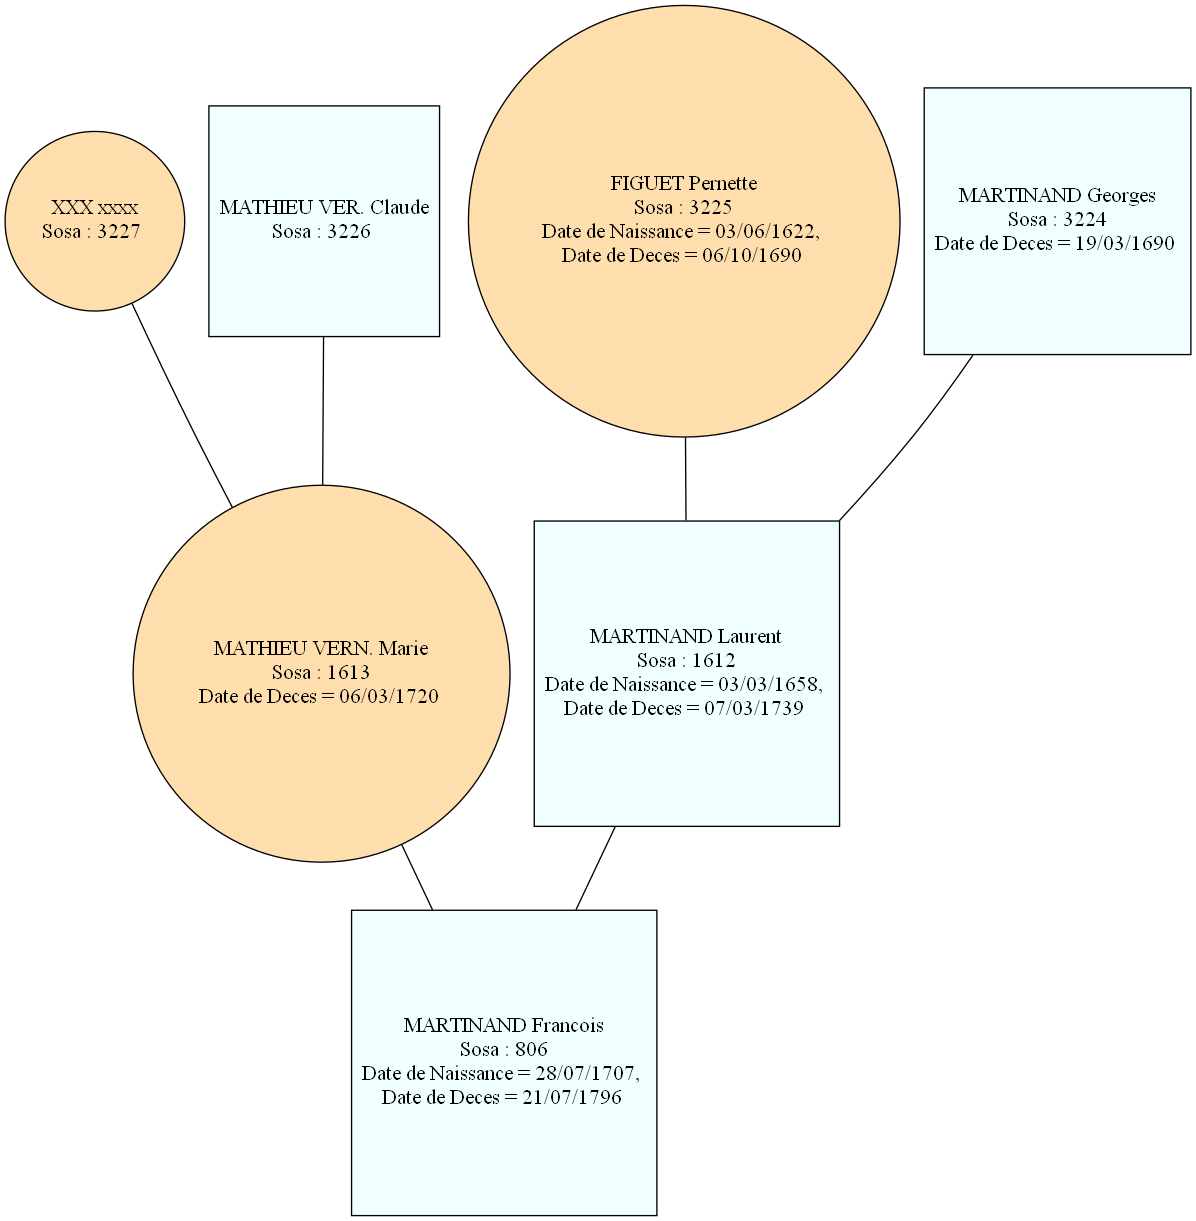 XXX xxxx
Sosa : 3227
MATHIEU VER. Claude
Sosa : 3226
FIGUET Pernette
Sosa : 3225
Date de Naissance = 03/06/1622,
Date de Deces = 06/10/1690
MARTINAND Georges
Sosa : 3224
Date de Deces = 19/03/1690
MATHIEU VERN. Marie
Sosa : 1613
Date de Deces = 06/03/1720
MARTINAND Laurent
Sosa : 1612
Date de Naissance = 03/03/1658,
Date de Deces = 07/03/1739
MARTINAND Francois
Sosa : 806
Date de Naissance = 28/07/1707,
Date de Deces = 21/07/1796